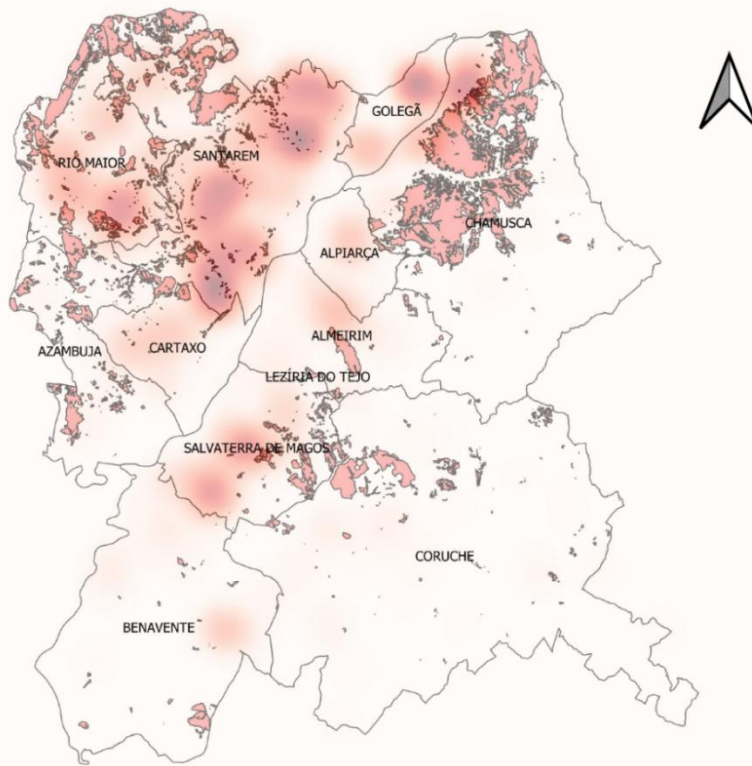 GOLEGÃ
RIO MAIOR
SANTAREM
CHAMUSCA
ALPIARÇA
ALMEIRIM
AZAMBUJA
CARTAXO
LEZÍRIA DO TEJO
SALVATERRA DE MAGOS
CORUCHE
BENAVENTE